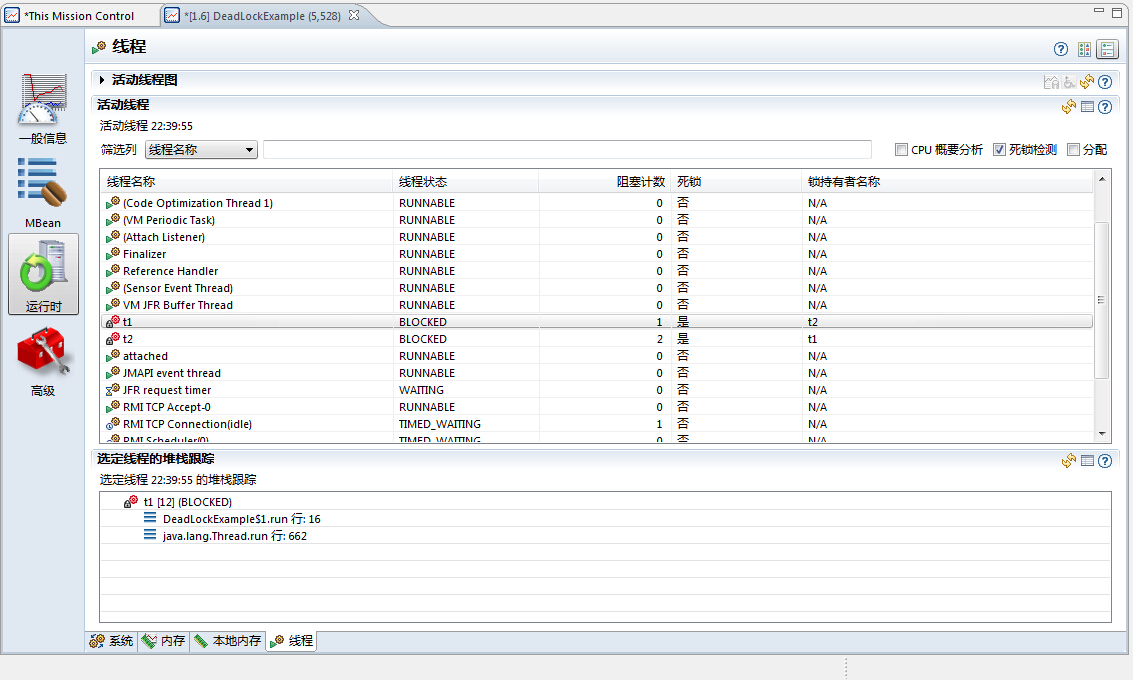 *This Mission Control
*[1.6] DeadLockExample (5,528)
一般信息
MBean
运行时
高级
线程
活动线程图
活动线程
活动线程 22:39:55
筛选列 线程名称 CPU 概要分析 死锁检测 分配
线程名称 线程状态 阻塞计数 死锁 锁持有者名称
(Code Optimization Thread 1) RUNNABLE 0 否 N/A
(VM Periodic Task) RUNNABLE 0 否 N/A
(Attach Listener) RUNNABLE 0 否 N/A
Finalizer RUNNABLE 0 否 N/A
Reference Handler RUNNABLE 0 否 N/A
(Sensor Event Thread) RUNNABLE 0 否 N/A
VM JFR Buffer Thread RUNNABLE 0 否 N/A
t1 BLOCKED 1 是 t2
t2 BLOCKED 2 是 t1
attached RUNNABLE 0 否 N/A
JMAPI event thread RUNNABLE 0 否 N/A
JFR request timer WAITING 0 否 N/A
RMI TCP Accept-0 RUNNABLE 0 否 N/A
RMI TCP Connection(idle) TIMED_WAITING 1 否 N/A
RMI Scheduler(0) TIMED_WAITING 0 否 N/A
选定线程的堆栈跟踪
选定线程 22:39:55 的堆栈跟踪
t1 [12] (BLOCKED)
DeadLockExample$1.run 行: 16
java.lang.Thread.run 行: 662
系统 内存 本地内存 线程